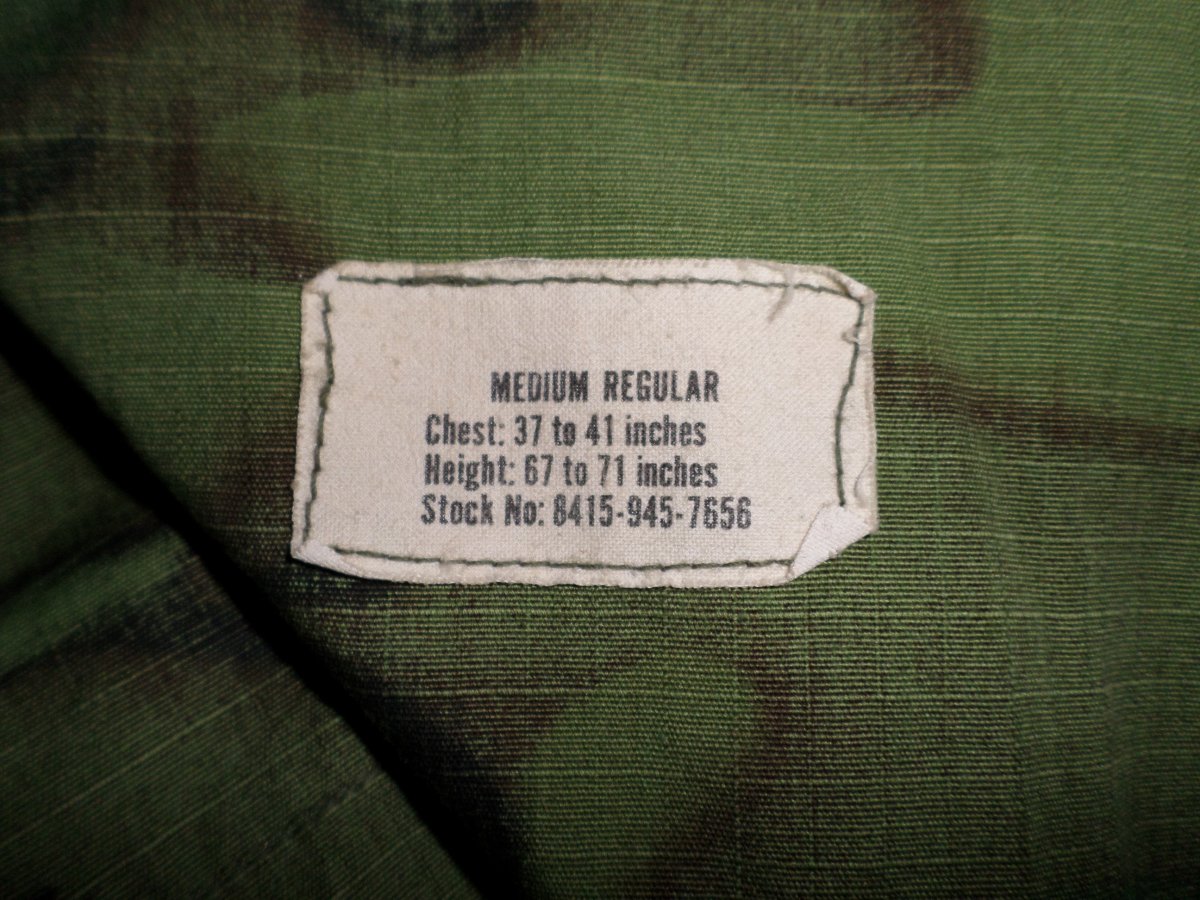 MEDIUM REGULAR
Chest: 37 to 41 inches
Height: 67 to 71 inches
Stock No: 8415-945-7656